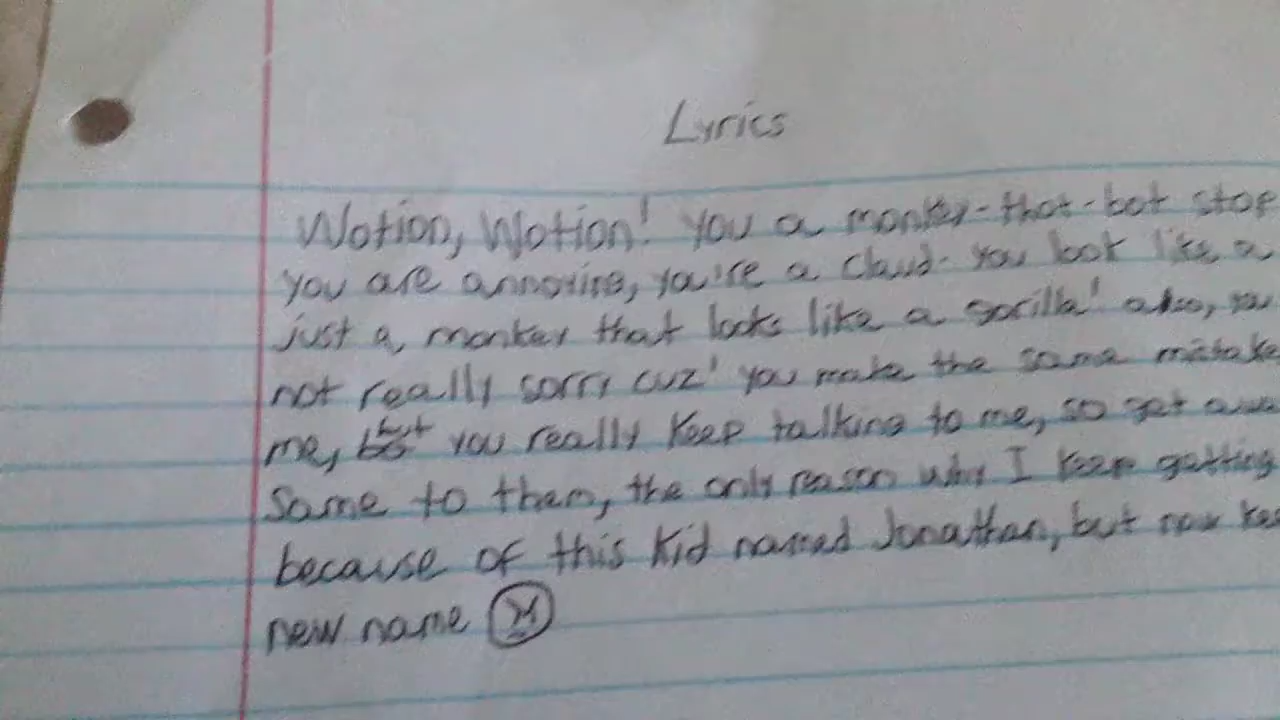 Lyrics
Wotion, Wotion! You a monkey-that-bot stop
you are annoying, you're a claud. You look like a
just a, monkey that looks like a gorilla! also, you
not really sorry cuz' you make the same mistake
me, but you really keep talking to me, so get awa
same to them, the only reason why I keep getting
because of this kid named Jonathan, but now
new name